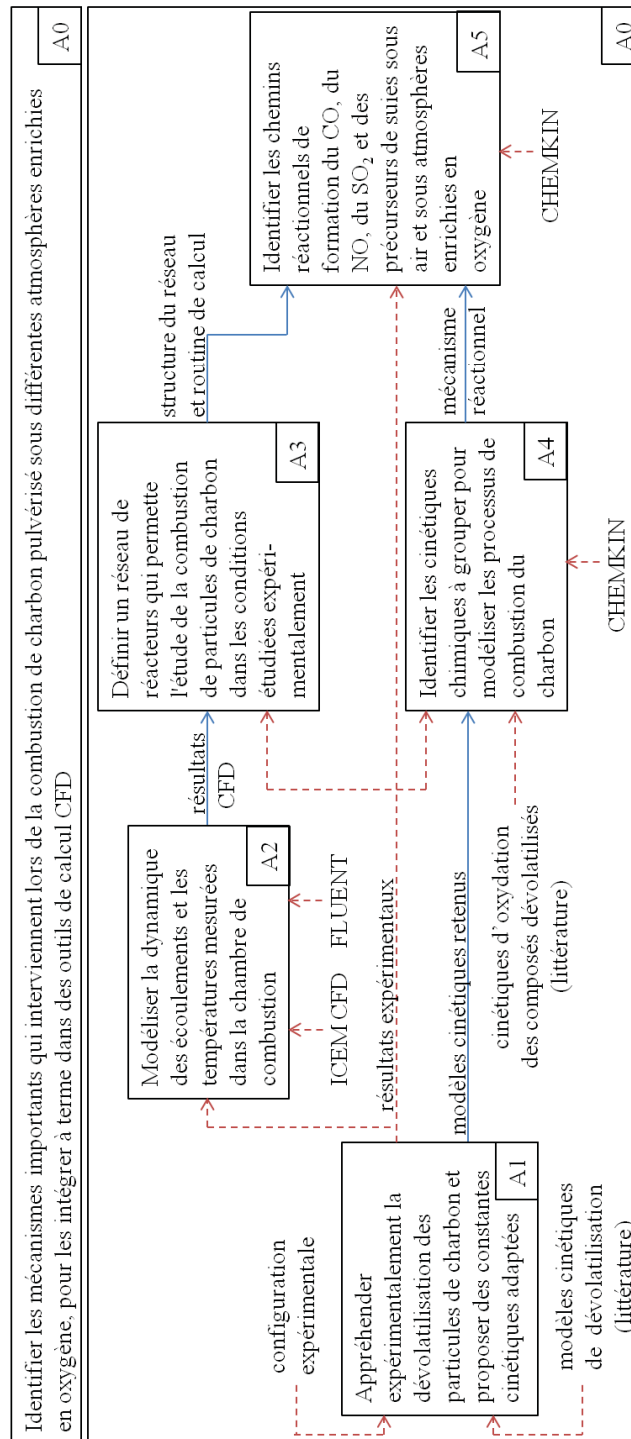 Identifier les mécanismes importants qui interviennent lors de la combustion de charbon pulvérisé sous différentes atmosphères enrichies
en oxygène, pour les intégrer à terme dans des outils de calcul CFD
A0
configuration
expérimentale
Appréhender
expérimentalement la
dévolatilisation des
particules de charbon et
proposer des constantes
cinétiques adaptées
A1
modèles cinétiques
de dévolatilisation
(littérature)
Modéliser la dynamique
des écoulements et les
températures mesurées
dans la chambre de
combustion
A2
ICEM CFD FLUENT
résultats expérimentaux
modèles cinétiques retenus
cinétiques d'oxydation
des composés dévolatilisés
(littérature)
résultats
CFD
Définir un réseau de
réacteurs qui permette
l'étude de la combustion
de particules de charbon
dans les conditions
étudiées expéri-
mentalement
A3
Identifier les cinétiques
chimiques à grouper pour
modéliser les processus de
combustion du
charbon
A4
CHEMKIN
structure du réseau
et routine de calcul
mécanisme
réactionnel
Identifier les chemins
réactionnels de
formation du CO, du
NO, du SO₂ et des
précurseurs de suies sous
air et sous atmosphères
enrichies en
oxygène
A5
CHEMKIN
A0